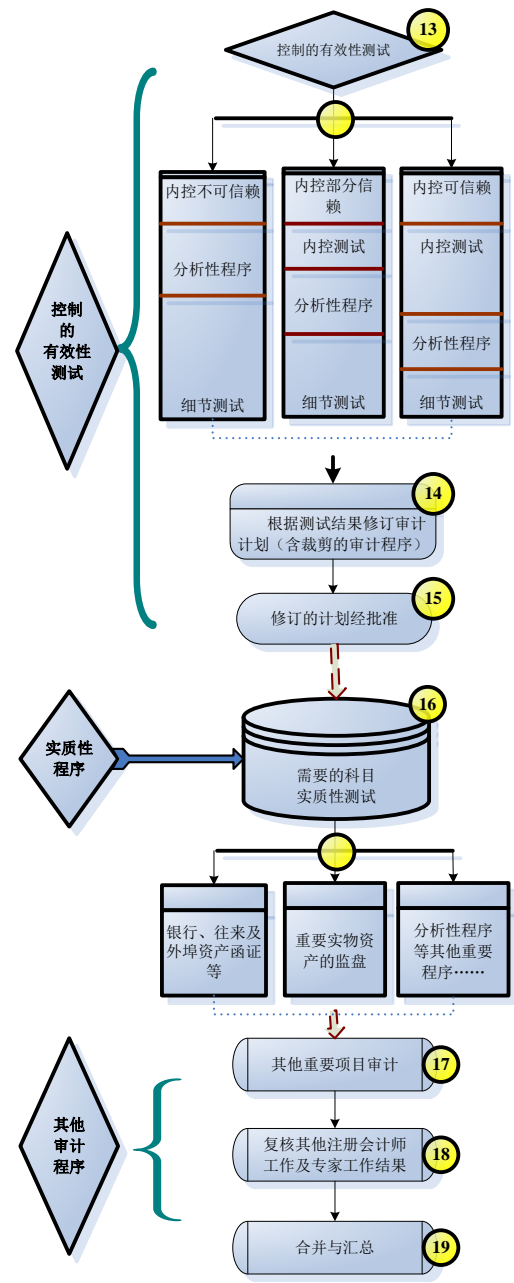 13
控制的有效性测试
内控不可信赖
分析性程序
细节测试
内控部分信
赖
内控测试
分析性程序
细节测试
内控可信赖
内控测试
分析性程序
细节测试
控制
的
有效性
测试
14
根据测试结果修订审计
计划（含裁剪的审计程序）
15
修订的计划经批准
16
实质性
程序
需要的科目
实质性测试
银行、往来及
外埠资产函证
等
重要实物资
产的监盘
分析性程序
等其他重要
程序……
其他
审计
程序
其他重要项目审计
17
复核其他注册会计师
工作及专家工作结果
18
合并与汇总
19